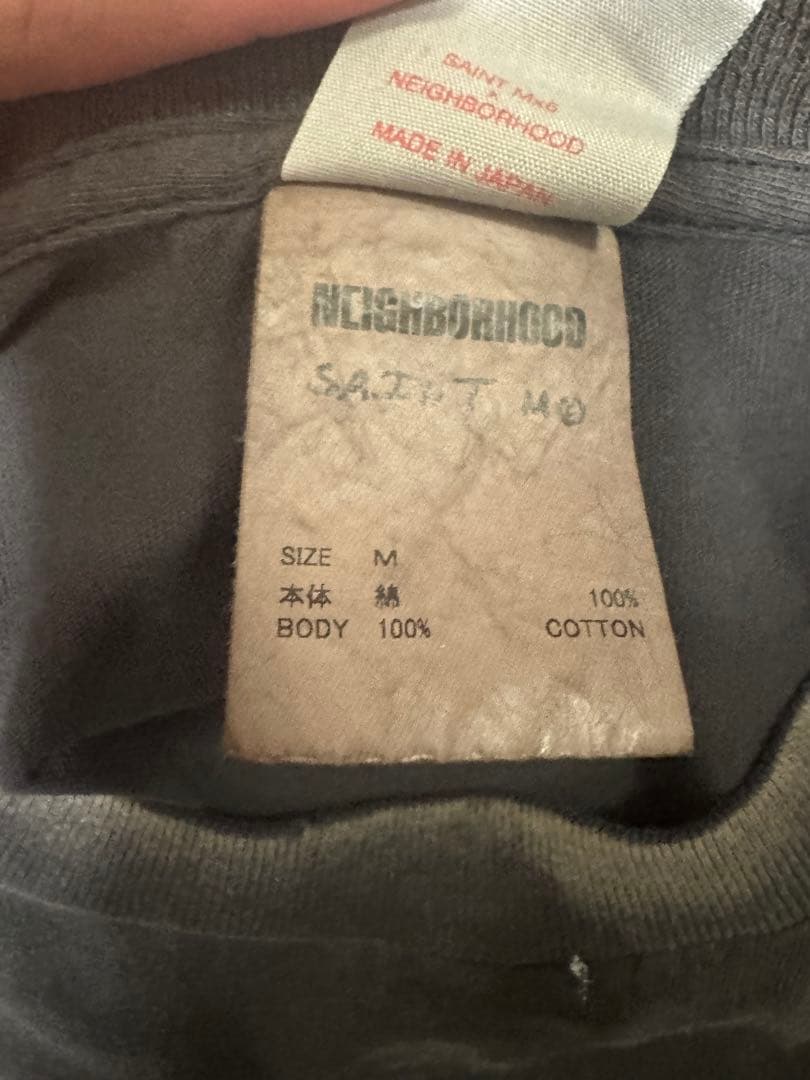 SAINT Mx6
×
NEIGHBORHOOD
MADE IN JAPAN
NEIGHBORHOOD
SAINT M
SIZE M
本体 綿 100%
BODY 100% COTTON